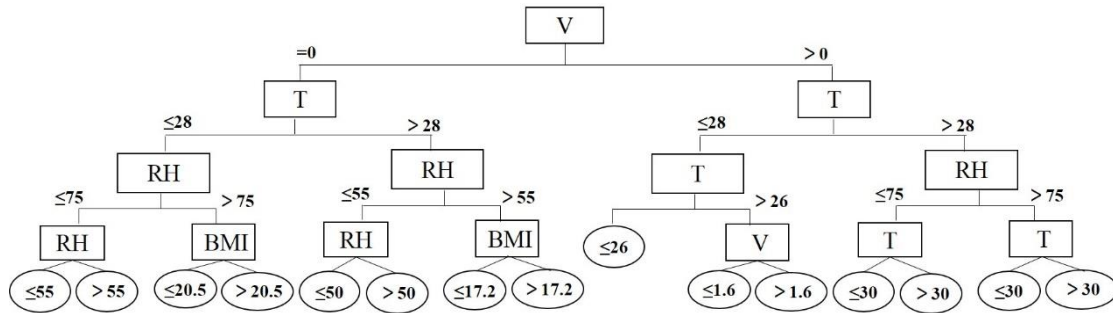 V
=0 > 0
T T
≤28 > 28 ≤28 > 28
RH RH T RH
≤75 > 75 ≤55 > 55 > 26 ≤75 > 75
RH BMI RH BMI ≤26 V T T
≤55 > 55 ≤20.5 > 20.5 ≤50 > 50 ≤17.2 > 17.2 ≤1.6 > 1.6 ≤30 > 30 ≤30 > 30